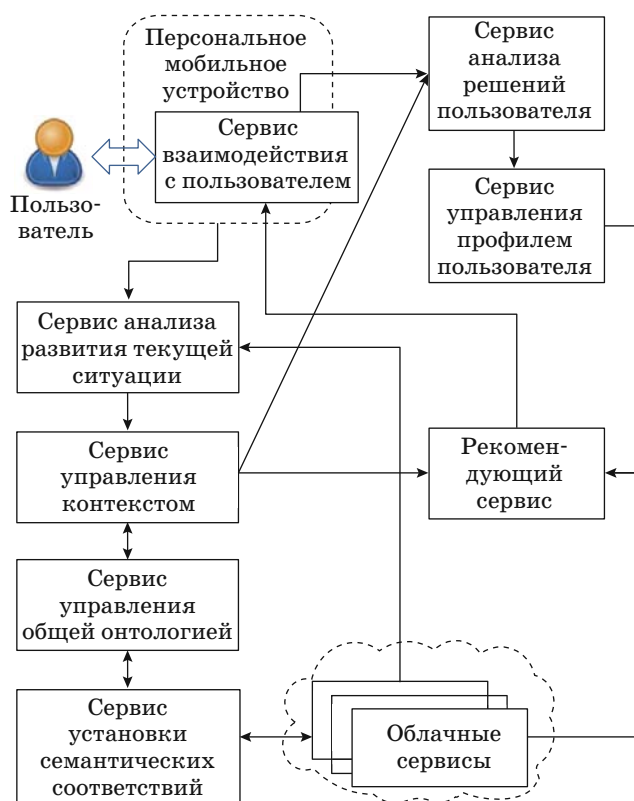 Персональное
мобильное
устройство
Сервис
взаимодействия
с пользователем
Пользо-
ватель
Сервис
анализа
решений
пользователя
Сервис
управления
профилем
пользователя
Сервис анализа
развития текущей
ситуации
Сервис
управления
контекстом
Рекомен-
дующий
сервис
Сервис
управления
общей онтологией
Сервис
установки
семантических
соответствий
Облачные
сервисы